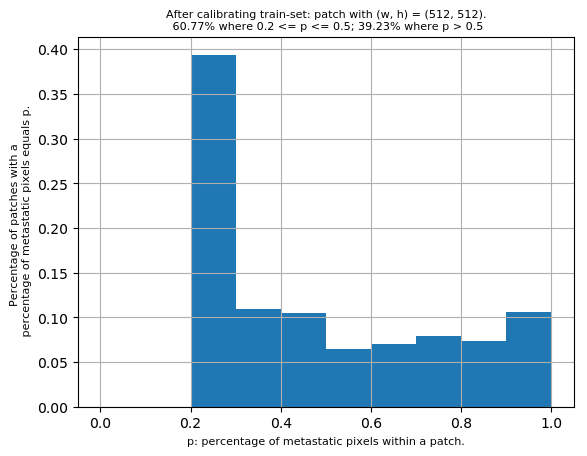 After calibrating train-set: patch with (w, h) = (512, 512).
60.77% where 0.2 <= p <= 0.5; 39.23% where p > 0.5
0.40
0.35
0.30
0.25
0.20
0.15
0.10
0.05
0.00
Percentage of patches with a
percentage of metastatic pixels equals p.
0.0 0.2 0.4 0.6 0.8 1.0
p: percentage of metastatic pixels within a patch.